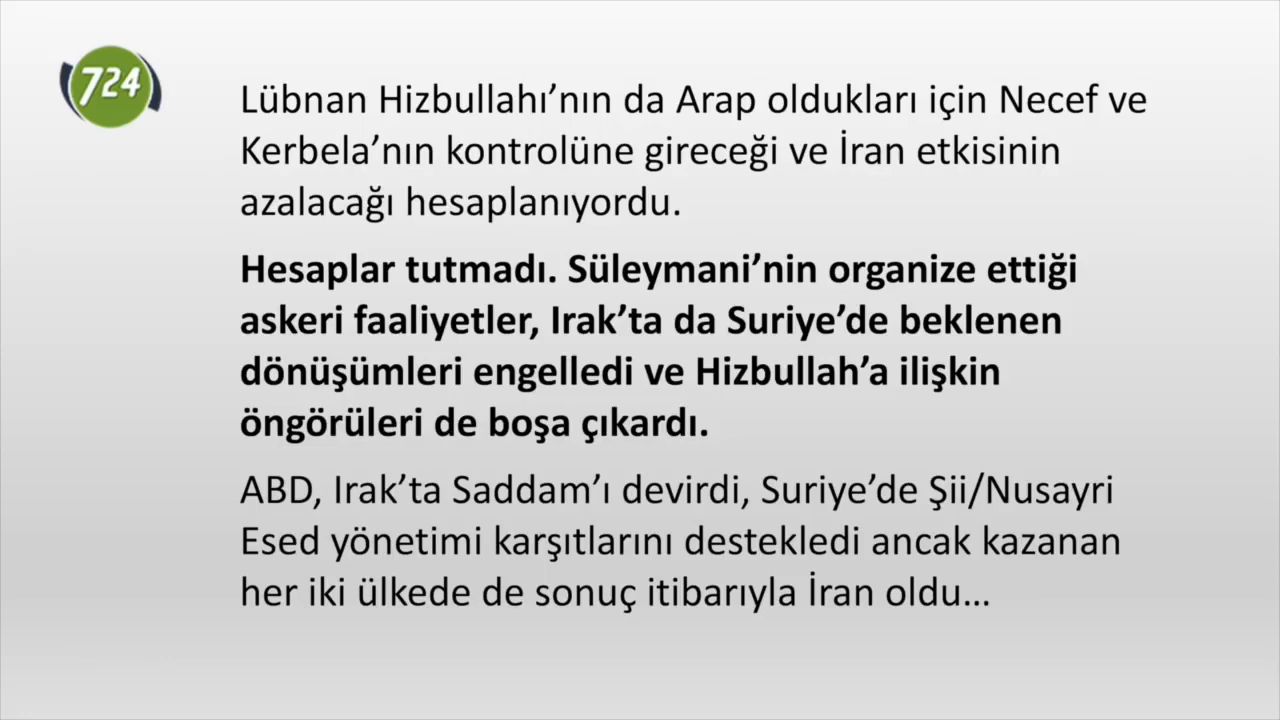 724
Lübnan Hizbullahı’nın da Arap oldukları için Necef ve
Kerbela’nın kontrolüne gireceği ve İran etkisinin
azalacağı hesaplanıyordu.
Hesaplar tutmadı. Süleymani’nin organize ettiği
askeri faaliyetler, Irak’ta da Suriye’de beklenen
dönüşümleri engelledi ve Hizbullah’a ilişkin
öngörüleri de boşa çıkardı.
ABD, Irak’ta Saddam’ı devirdi, Suriye’de Şii/Nusayri
Esed yönetimi karşıtlarını destekledi ancak kazanan
her iki ülkede de sonuç itibarıyla İran oldu…